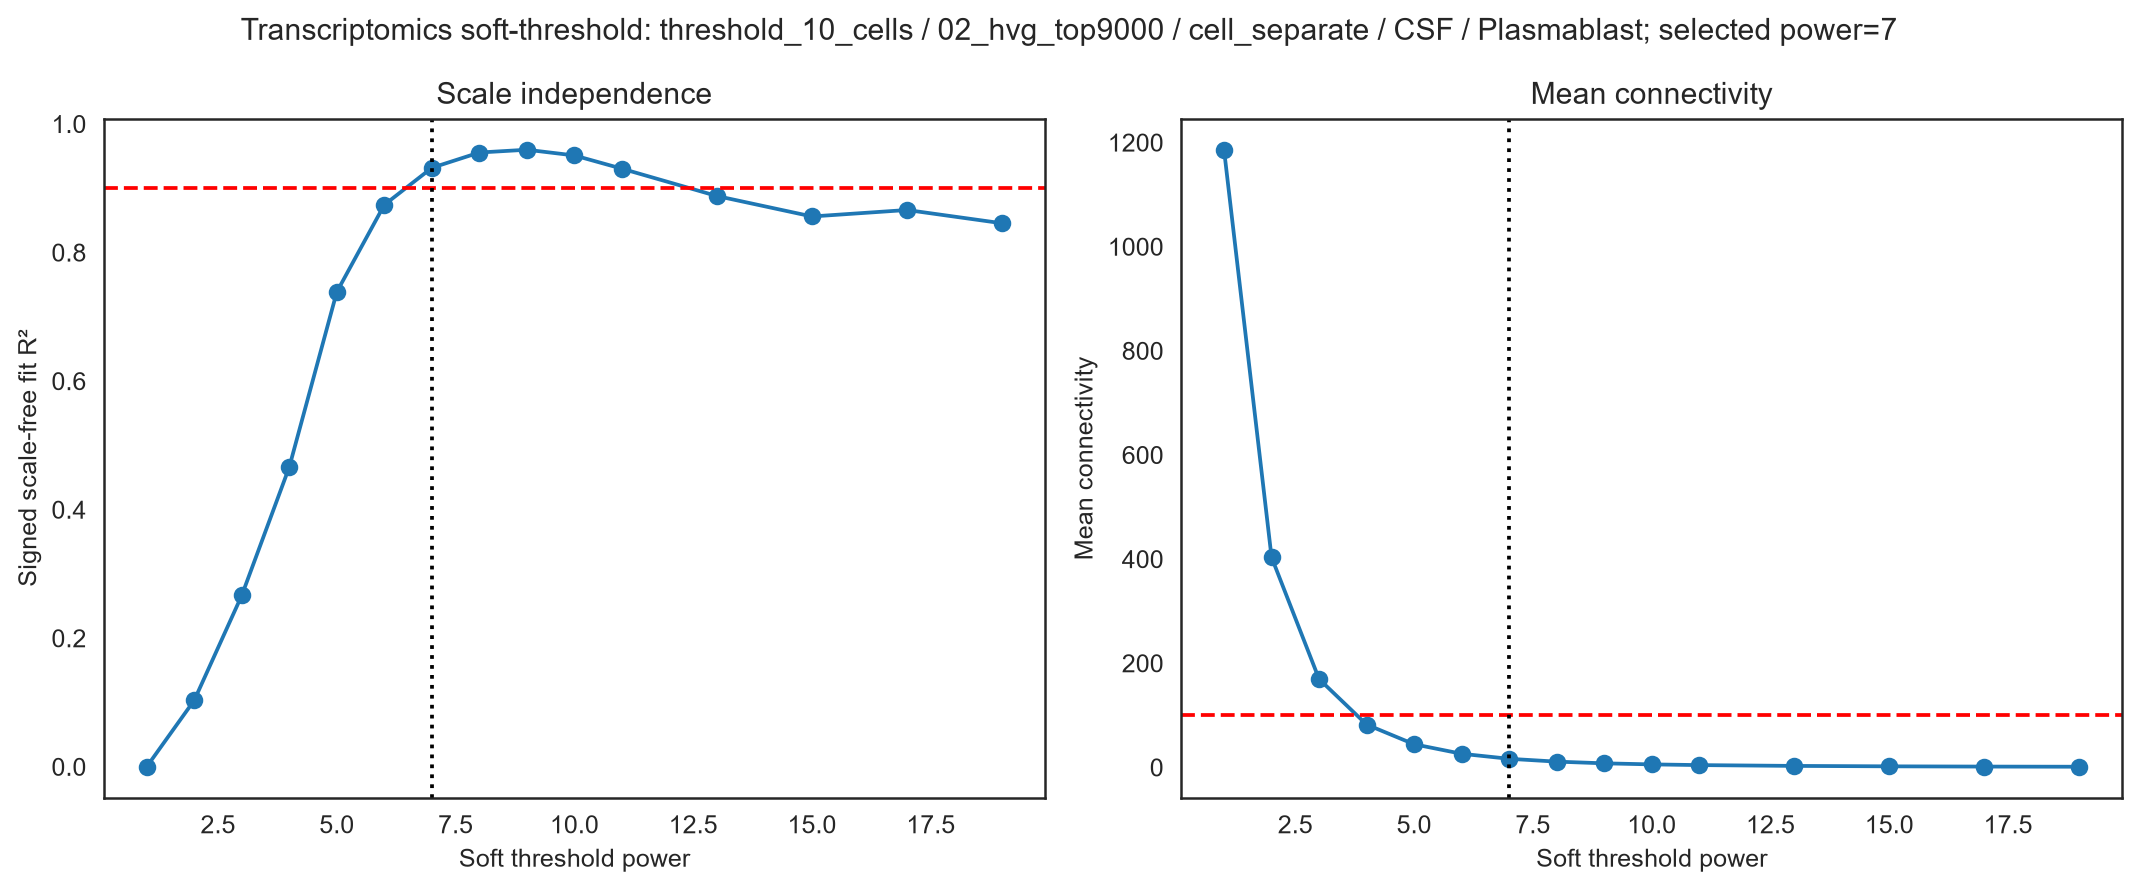 Transcriptomics soft-threshold: threshold_10_cells / 02_hvg_top9000 / cell_separate / CSF / Plasmablast; selected power=7
Scale independence
Signed scale-free fit R²
1.0
0.8
0.6
0.4
0.2
0.0
2.5 5.0 7.5 10.0 12.5 15.0 17.5
Soft threshold power
Mean connectivity
Mean connectivity
1200
1000
800
600
400
200
0
2.5 5.0 7.5 10.0 12.5 15.0 17.5
Soft threshold power